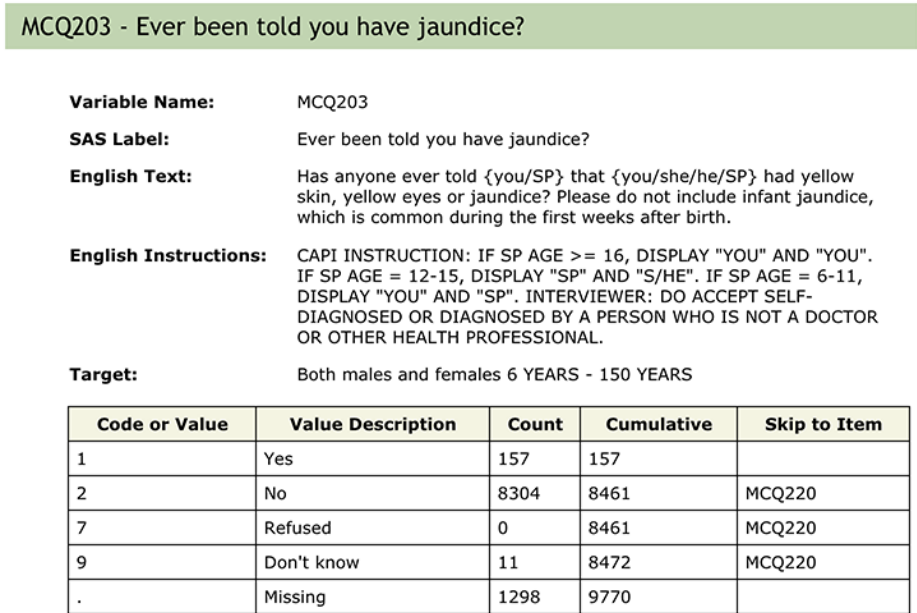 MCQ203 - Ever been told you have jaundice?
Variable Name: MCQ203
SAS Label: Ever been told you have jaundice?
English Text: Has anyone ever told {you/SP} that {you/she/he/SP} had yellow
skin, yellow eyes or jaundice? Please do not include infant jaundice,
which is common during the first weeks after birth.
English Instructions: CAPI INSTRUCTION: IF SP AGE >= 16, DISPLAY "YOU" AND "YOU".
IF SP AGE = 12-15, DISPLAY "SP" AND "S/HE". IF SP AGE = 6-11,
DISPLAY "YOU" AND "SP". INTERVIEWER: DO ACCEPT SELF-
DIAGNOSED OR DIAGNOSED BY A PERSON WHO IS NOT A DOCTOR
OR OTHER HEALTH PROFESSIONAL.
Target: Both males and females 6 YEARS - 150 YEARS
Code or Value Value Description Count Cumulative Skip to Item
1 Yes 157 157
2 No 8304 8461 MCQ220
7 Refused 0 8461 MCQ220
9 Don't know 11 8472 MCQ220
. Missing 1298 9770